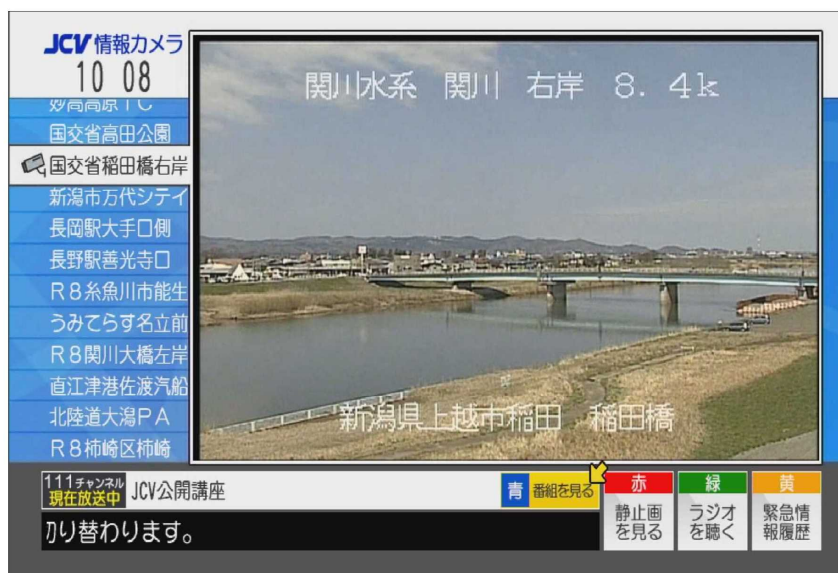 JCV 情報カメラ
10 08
妙高高原IC
国交省高田公園
国交省稲田橋右岸
新潟市万代シテイ
長岡駅大手口側
長野駅善光寺口
R8糸魚川市能生
うみてらす名立前
R8関川大橋左岸
直江津港佐渡汽船
北陸道大潟PA
R8柿崎区柿崎
関川水系 関川 右岸 8.4k
新潟県上越市稲田 稲田橋
111チャンネル
現在放送中
JCV公開講座
青 番組を見る
り替わります。
赤
静止画
を見る
緑
ラジオ
を聴く
黄
緊急情
報履歴